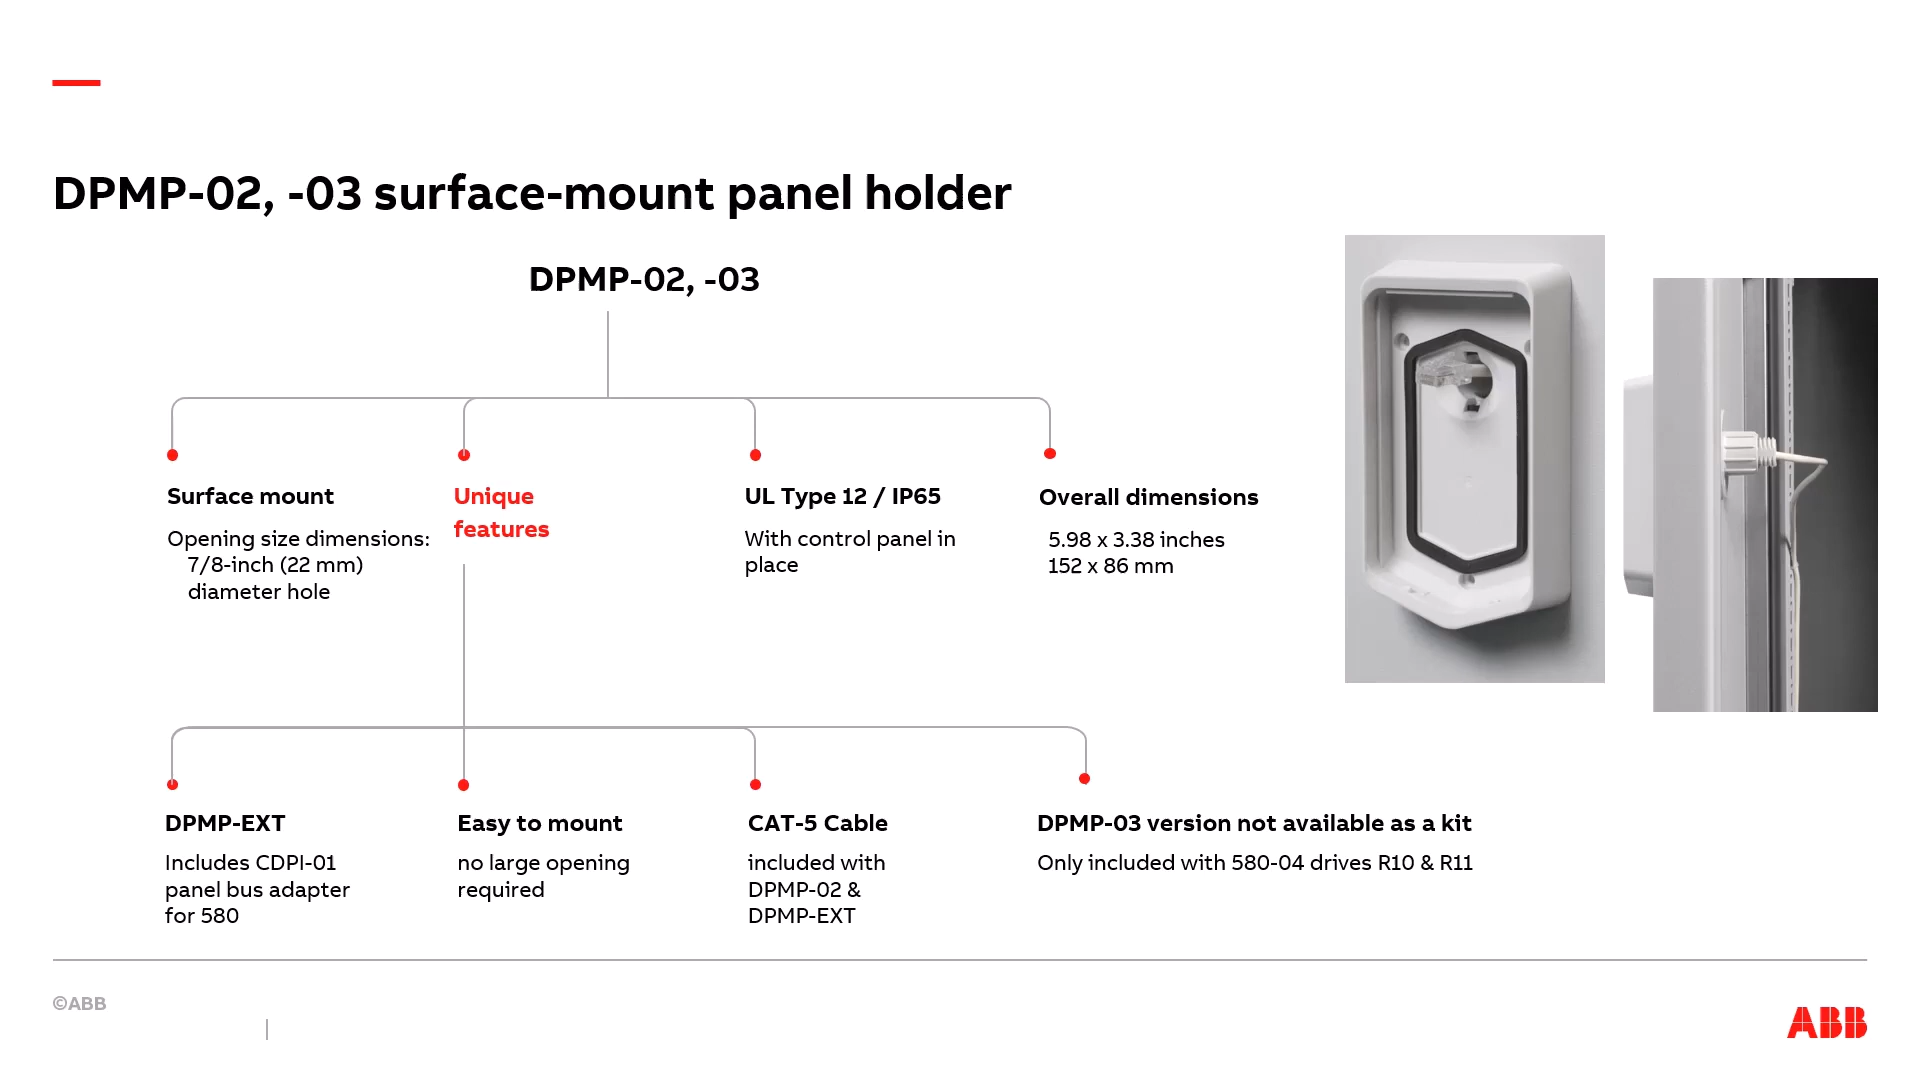 DPMP-02, -03 surface-mount panel holder
DPMP-02, -03
Surface mount
Opening size dimensions:
7/8-inch (22 mm)
diameter hole
Unique
features
UL Type 12 / IP65
With control panel in
place
Overall dimensions
5.98 x 3.38 inches
152 x 86 mm
DPMP-EXT
Includes CDPI-01
panel bus adapter
for 580
Easy to mount
no large opening
required
CAT-5 Cable
included with
DPMP-02 &
DPMP-EXT
DPMP-03 version not available as a kit
Only included with 580-04 drives R10 & R11
©ABB
ABB